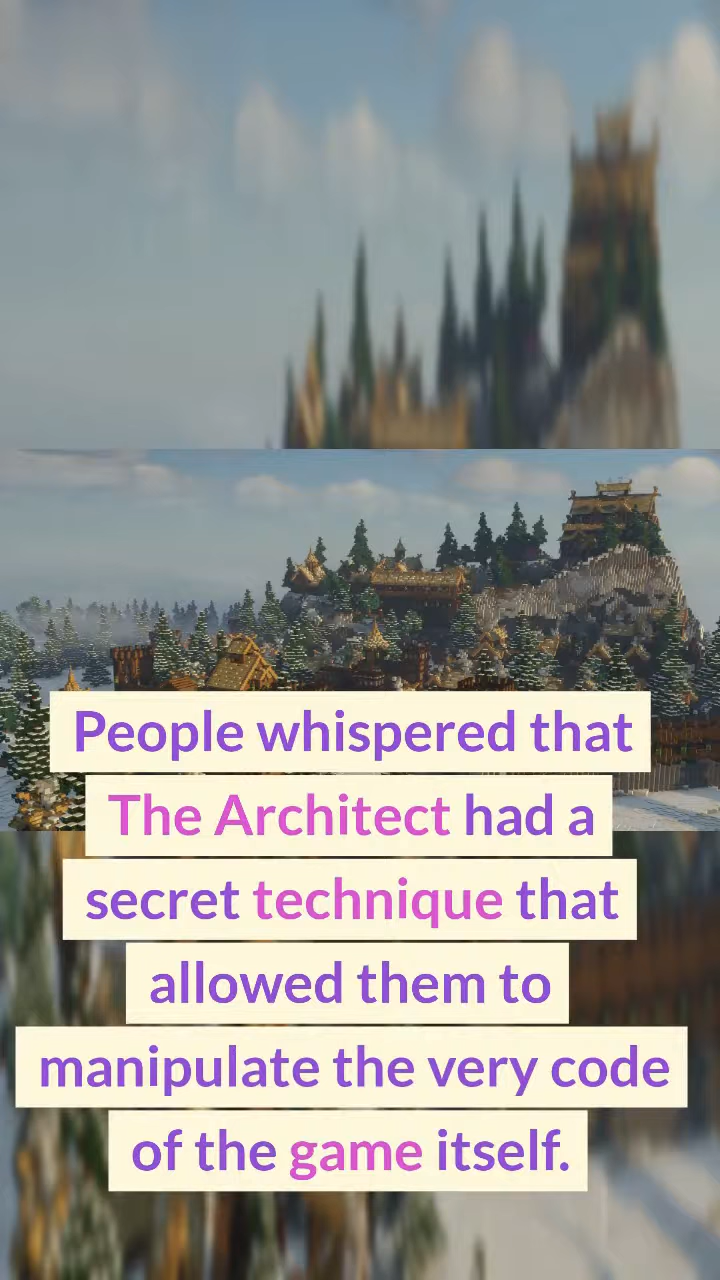 People whispered that
The Architect had a
secret technique that
allowed them to
manipulate the very code
of the game itself.